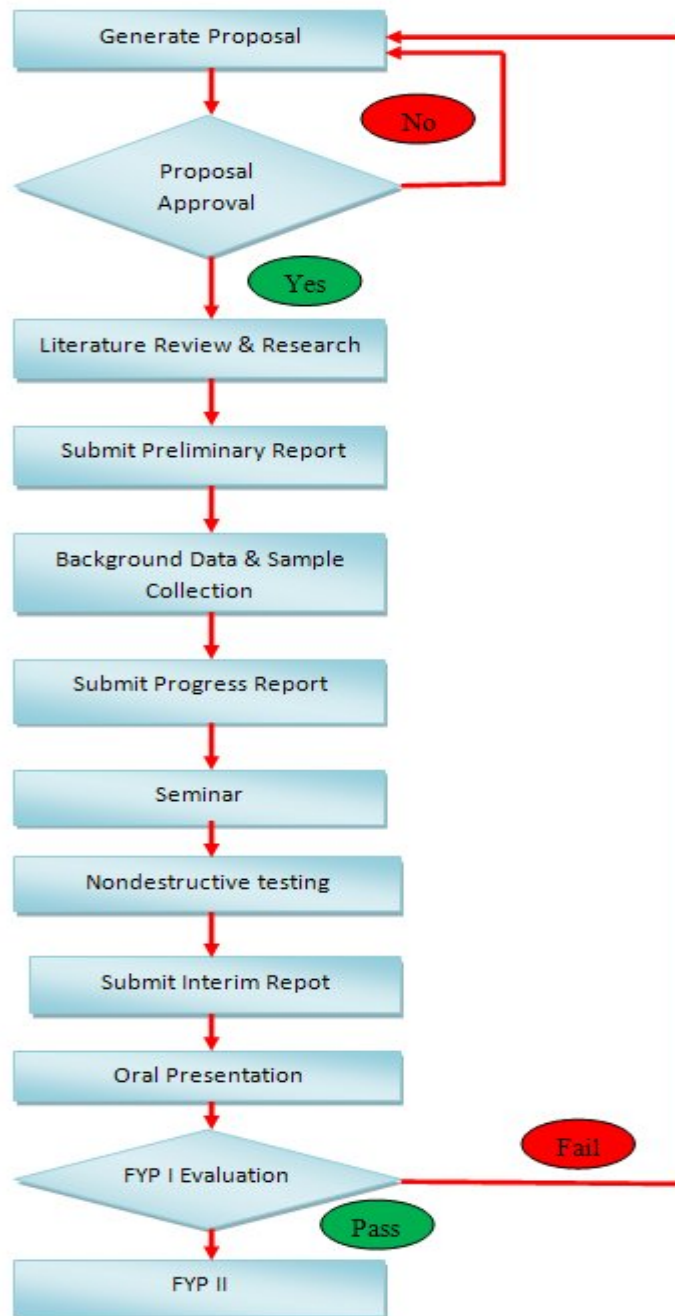 Generate Proposal
No
Proposal
Approval
Yes
Literature Review & Research
Submit Preliminary Report
Background Data & Sample
Collection
Submit Progress Report
Seminar
Nondestructive testing
Submit Interim Repot
Oral Presentation
Fail
FYP I Evaluation
Pass
FYP II